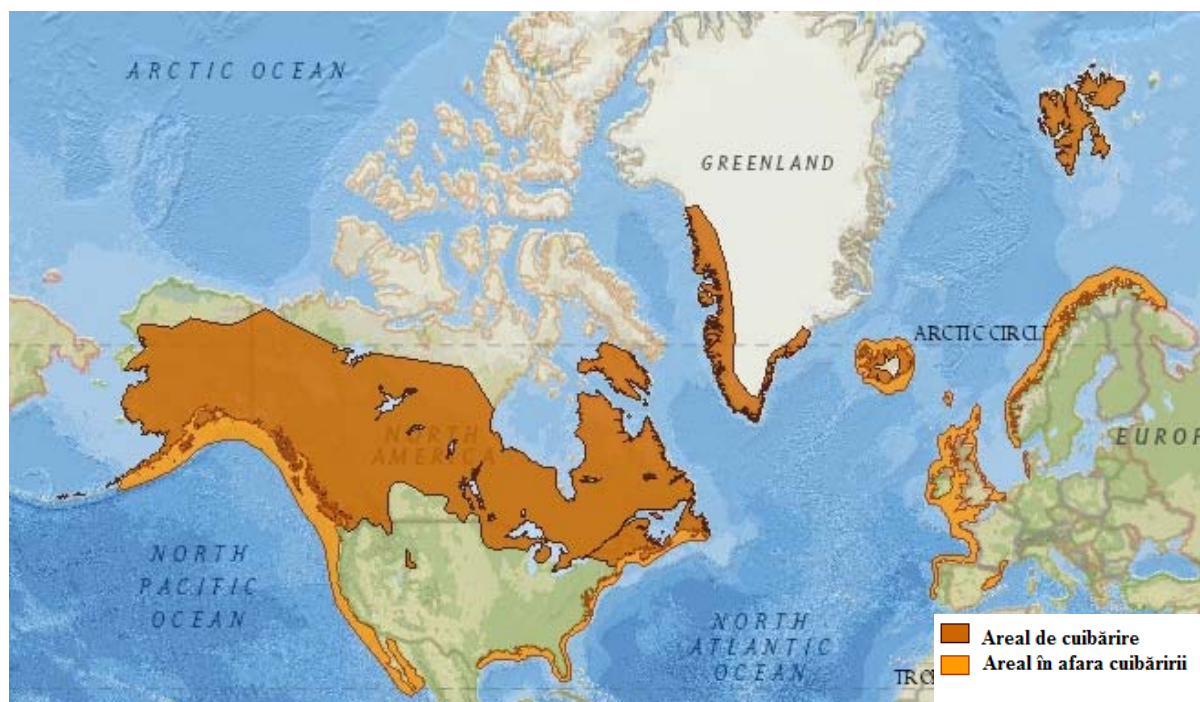 ARCTIC OCEAN
GREENLAND
ARCTIC CIRCL
NORTH
AMERICA
EUROP
NORTH
PACIFIC
OCEAN
NORTH
ATLANTIC
OCEAN
Areal de cuibărire
Areal în afara cuibăririi